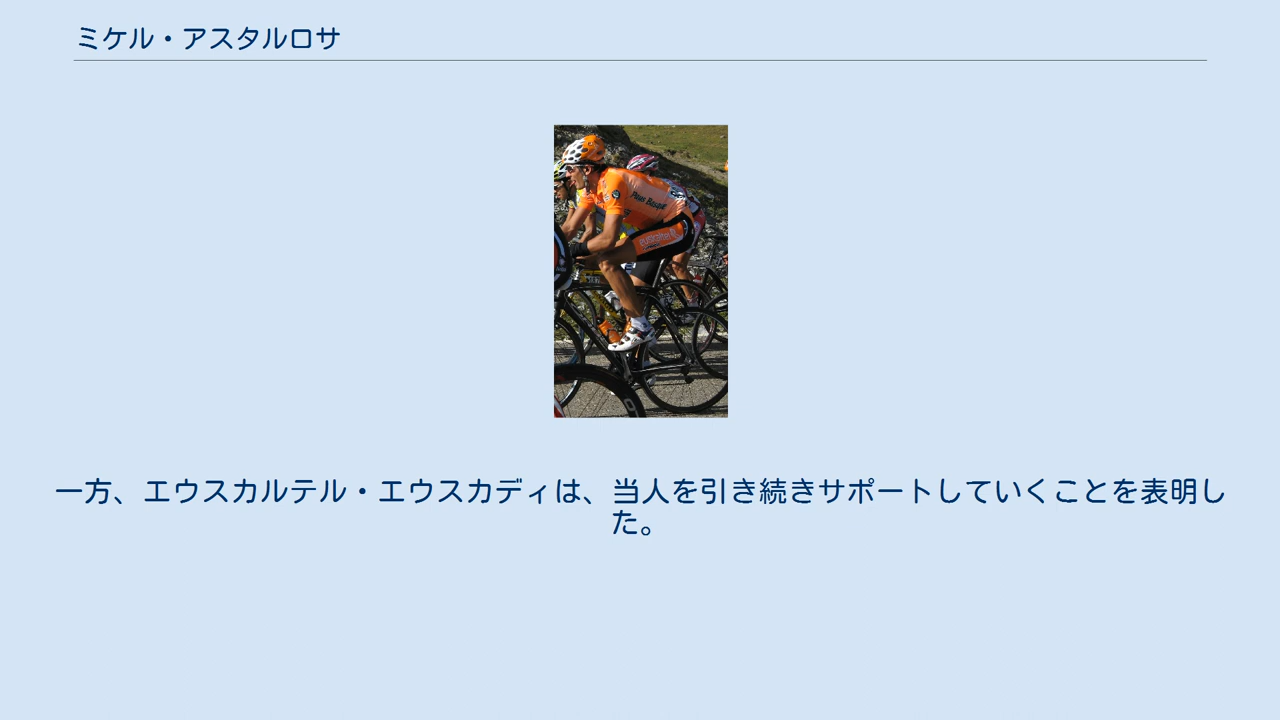 ミケル・アスタルロサ
一方、エウスカルテル・エウスカディは、当人を引き続きサポートしていくことを表明し
た。